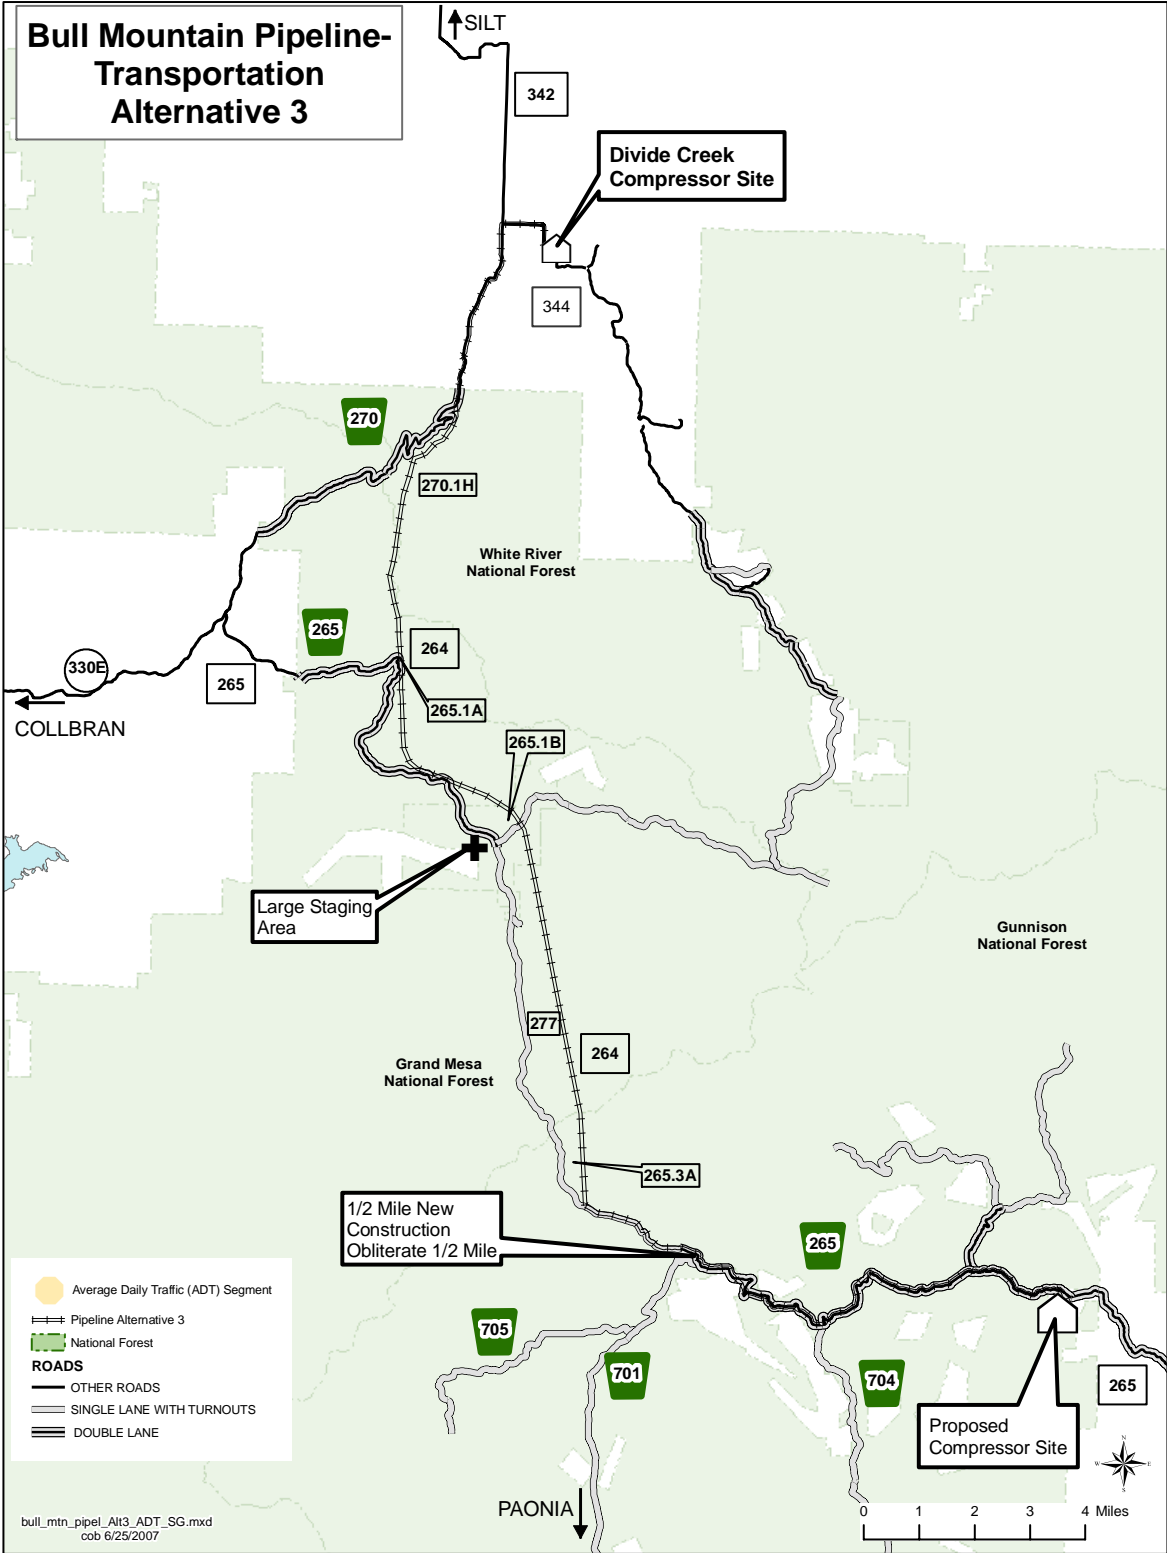 Bull Mountain Pipeline-
Transportation
Alternative 3
SILT
342
Divide Creek
Compressor Site
344
270
270.1H
White River
National Forest
265
264
330E
265
COLLBRAN
265.1A
265.1B
Large Staging
Area
Gunnison
National Forest
277
264
Grand Mesa
National Forest
265.3A
1/2 Mile New
Construction
Obliterate 1/2 Mile
265
705
701
704
265
Proposed
Compressor Site
Average Daily Traffic (ADT) Segment
Pipeline Alternative 3
National Forest
ROADS
OTHER ROADS
SINGLE LANE WITH TURNOUTS
DOUBLE LANE
N
W E
S
PAONIA
0 1 2 3 4 Miles
bull_mtn_pipel_Alt3_ADT_SG.mxd
cob 6/25/2007